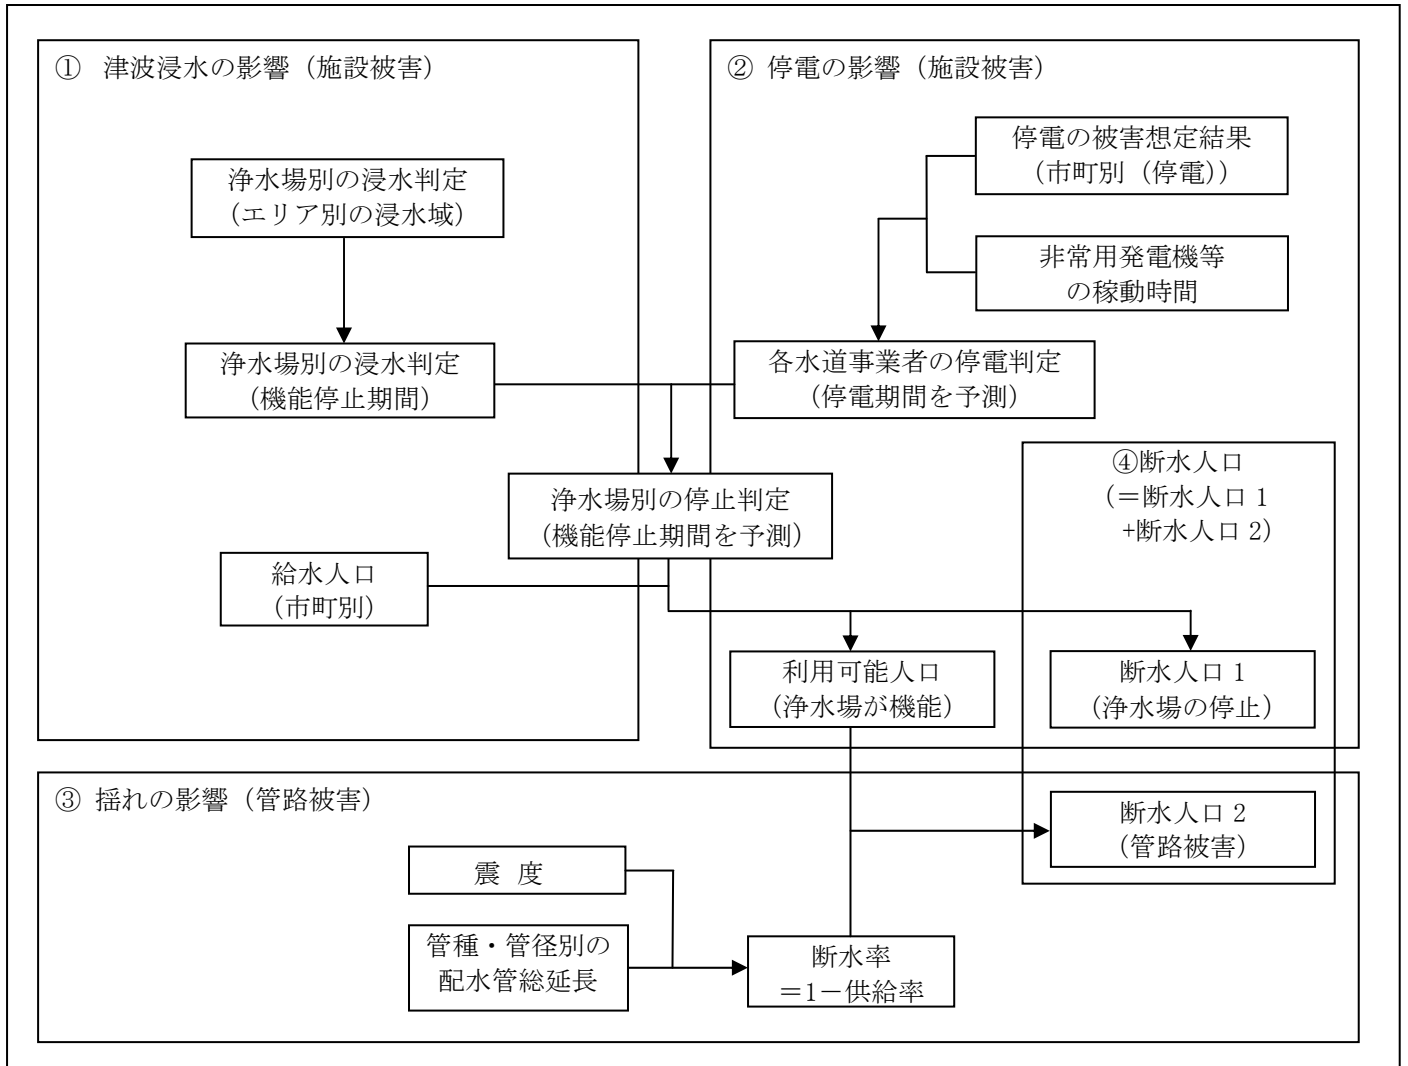 ① 津波浸水の影響（施設被害）
浄水場別の浸水判定
（エリア別の浸水域）
浄水場別の浸水判定
（機能停止期間）
② 停電の影響（施設被害）
停電の被害想定結果
（市町別（停電））
非常用発電機等
の稼動時間
各水道事業者の停電判定
（停電期間を予測）
浄水場別の停止判定
（機能停止期間を予測）
給水人口
（市町別）
④断水人口
（＝断水人口 1
+断水人口 2）
利用可能人口
（浄水場が機能）
断水人口 1
（浄水場の停止）
③ 揺れの影響（管路被害）
断水人口 2
（管路被害）
震 度
管種・管径別の
配水管総延長
断水率
＝1－供給率